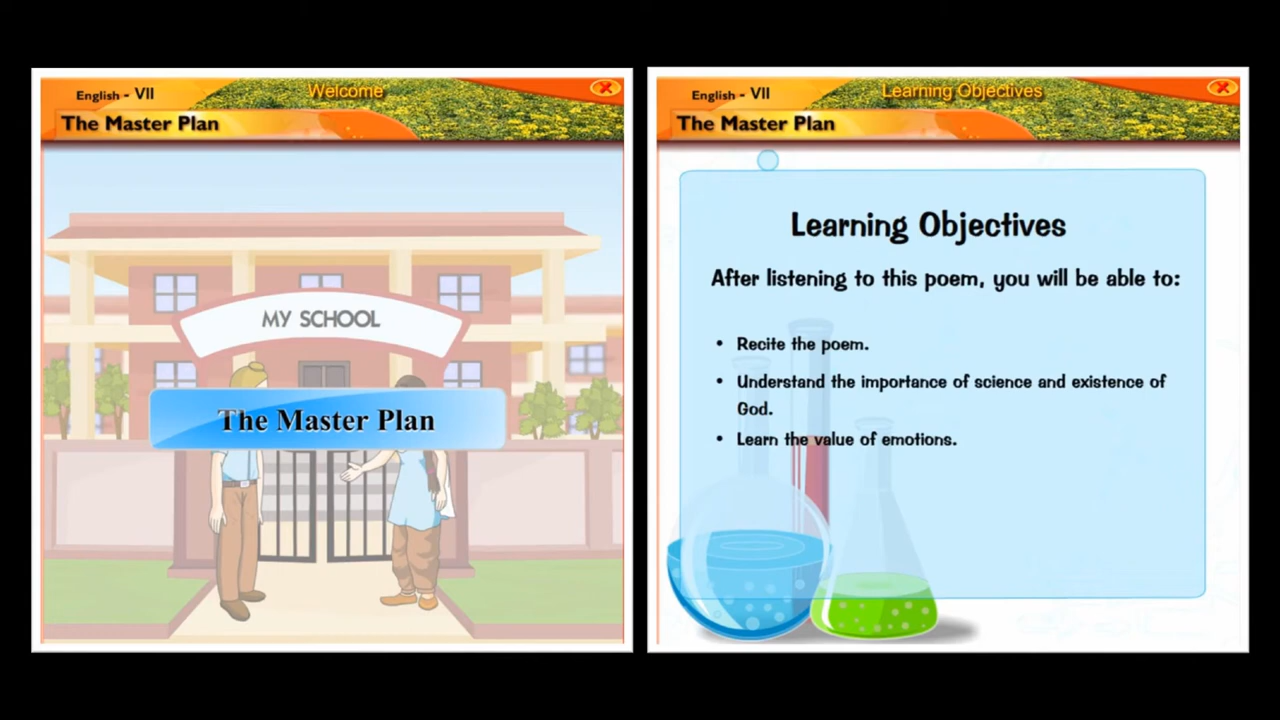 English - VII
Welcome
The Master Plan
MY SCHOOL
The Master Plan
English - VII
Learning Objectives
The Master Plan
Learning Objectives
After listening to this poem, you will be able to:
• Recite the poem.
• Understand the importance of science and existence of
God.
• Learn the value of emotions.